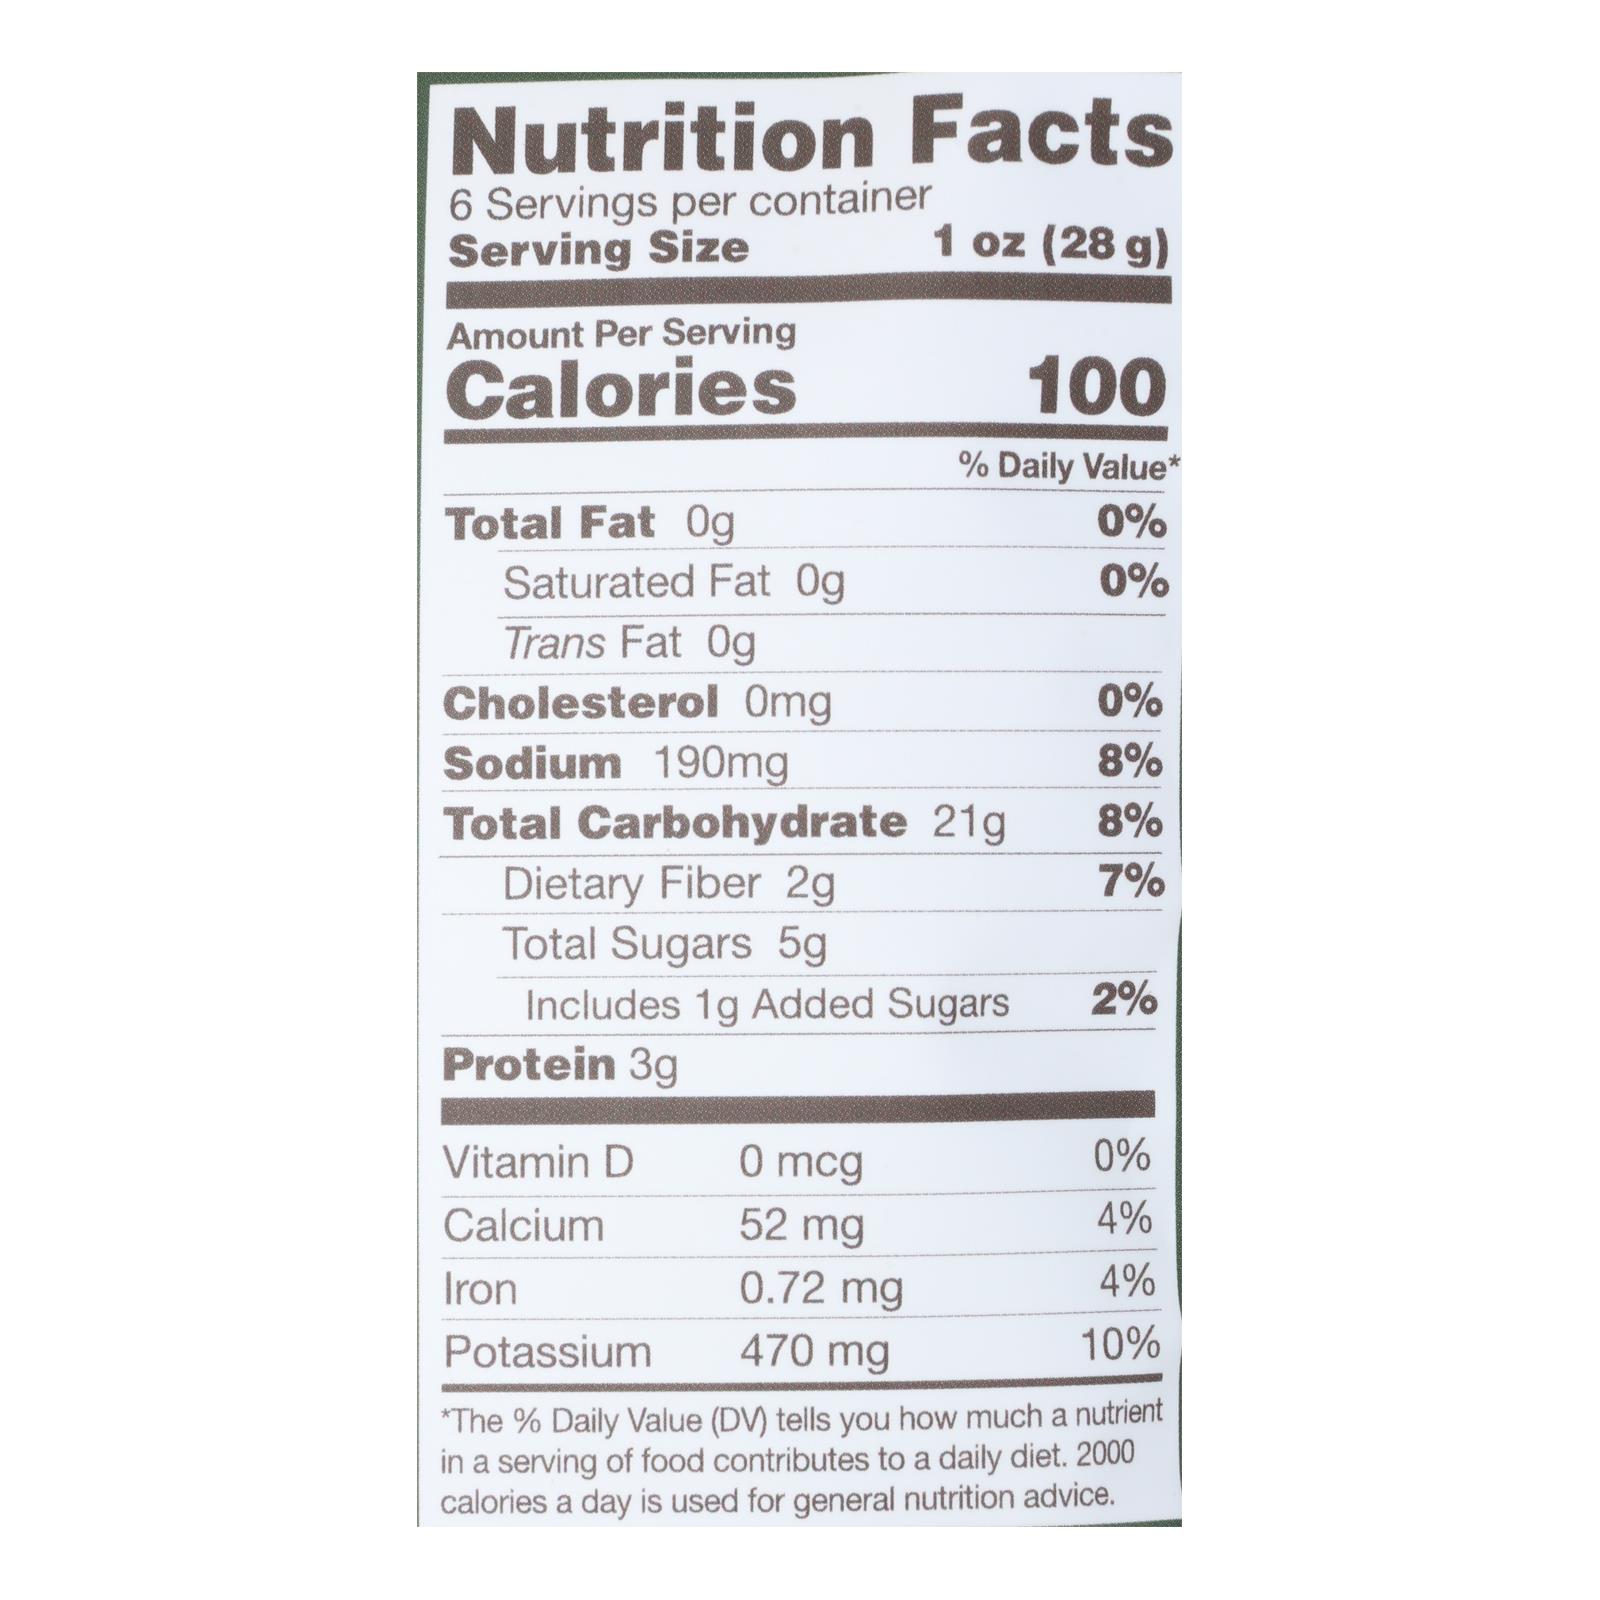 Nutrition Facts
6 Servings per container
Serving Size 1 oz (28 g)
Amount Per Serving
Calories 100
% Daily Value*
Total Fat 0g 0%
Saturated Fat 0g 0%
Trans Fat 0g
Cholesterol 0mg 0%
Sodium 190mg 8%
Total Carbohydrate 21g 8%
Dietary Fiber 2g 7%
Total Sugars 5g
Includes 1g Added Sugars 2%
Protein 3g
Vitamin D 0 mcg 0%
Calcium 52 mg 4%
Iron 0.72 mg 4%
Potassium 470 mg 10%
*The % Daily Value (DV) tells you how much a nutrient
in a serving of food contributes to a daily diet. 2000
calories a day is used for general nutrition advice.